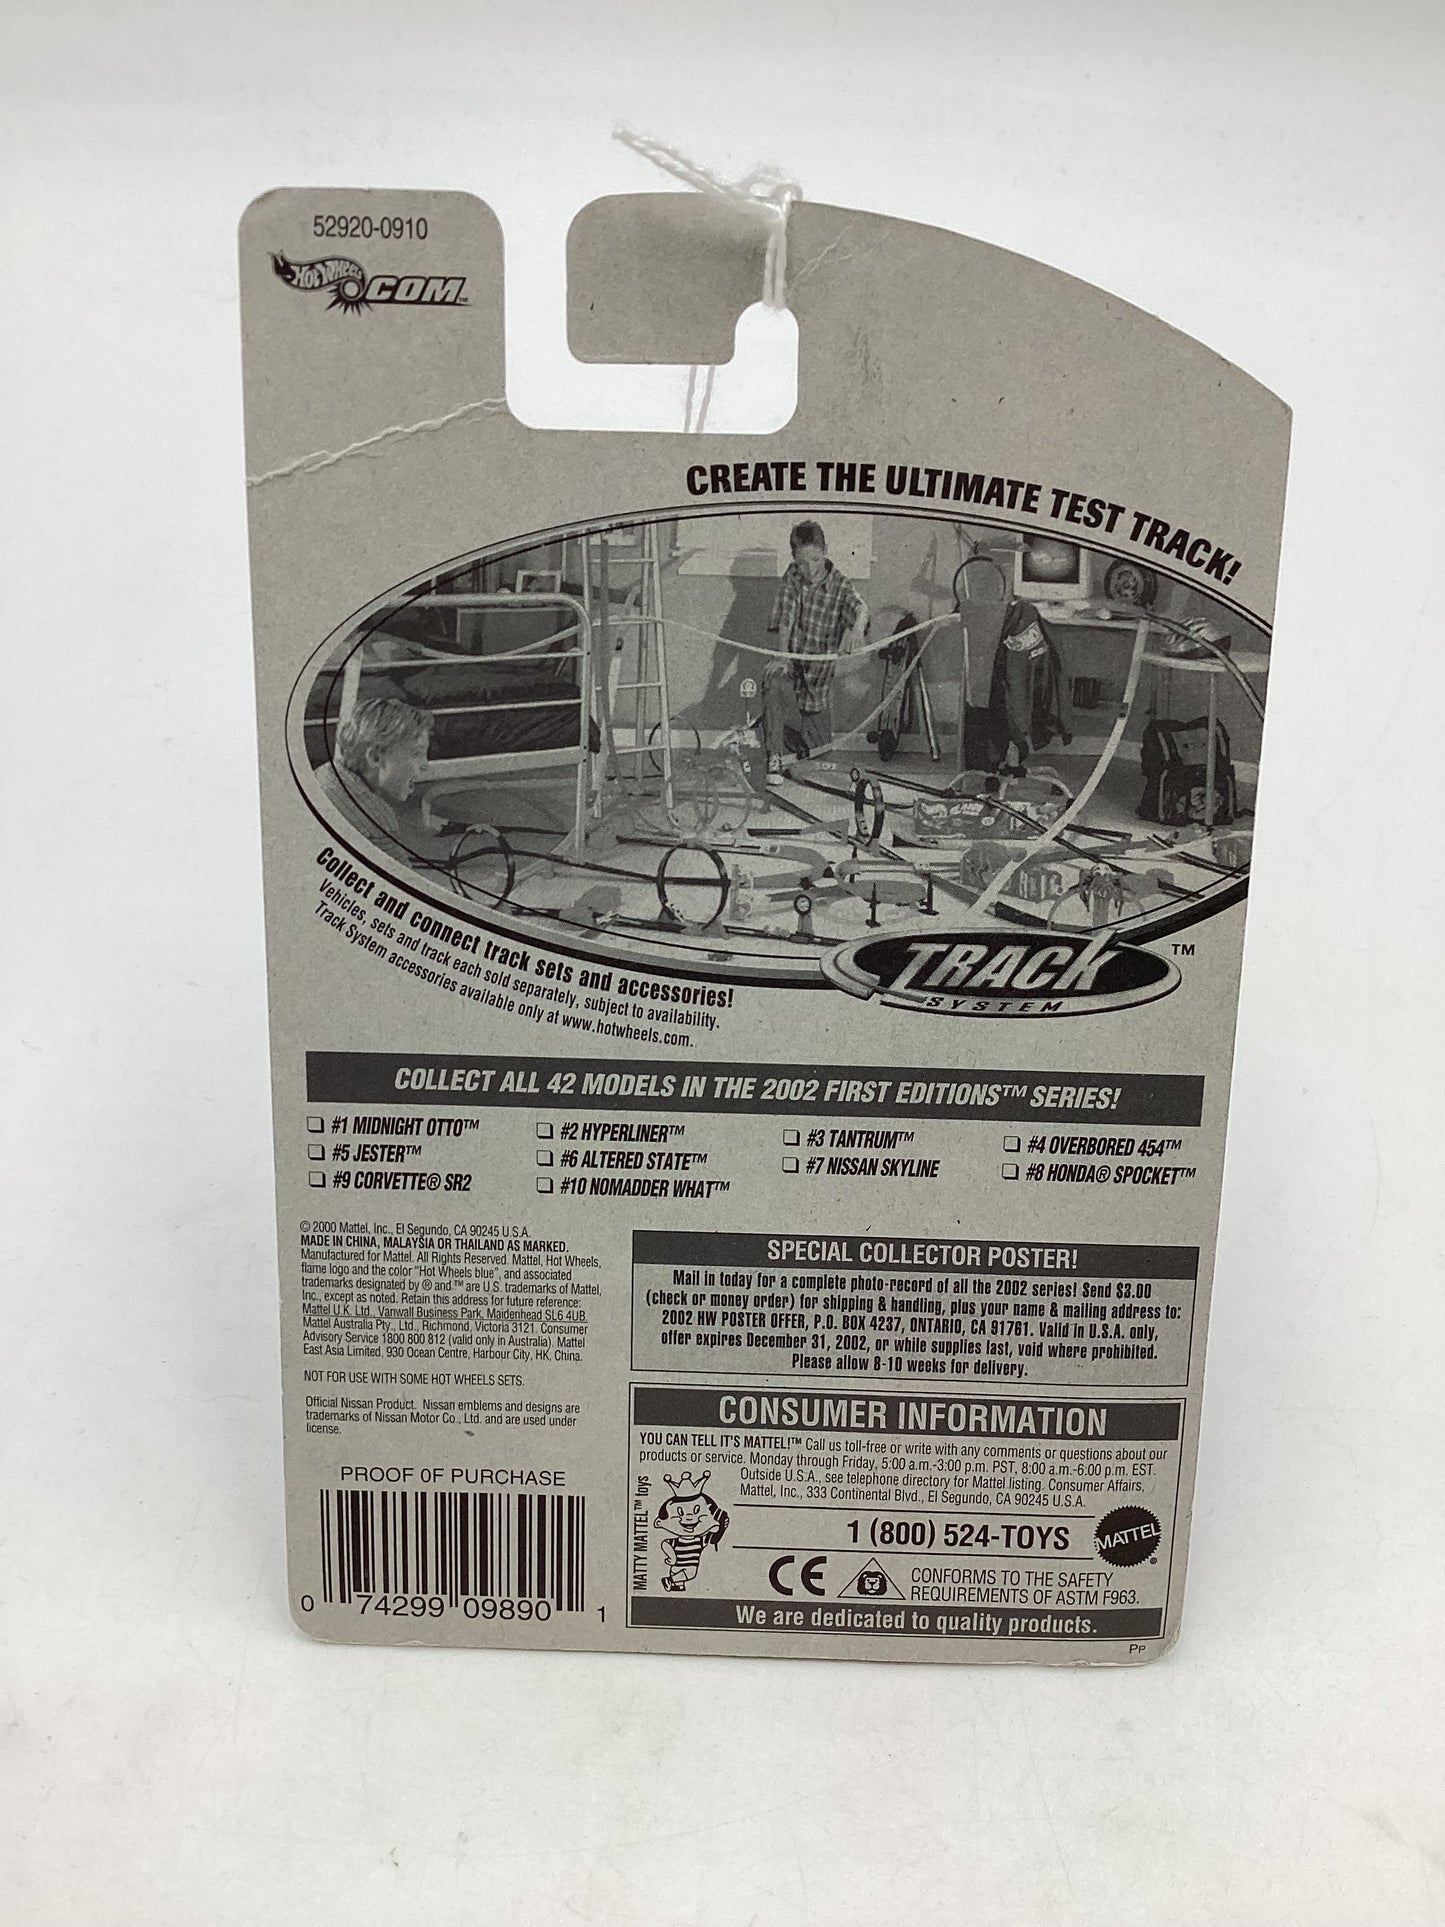 52920-0910
HOT WHEELS .COM™
CREATE THE ULTIMATE TEST TRACK!
Collect and connect track sets and accessories!
Vehicles, sets and track each sold separately, subject to availability.
Track System accessories available only at www.hotwheels.com.
TRACK ™
SYSTEM
COLLECT ALL 42 MODELS IN THE 2002 FIRST EDITIONS™ SERIES!
❏ #1 MIDNIGHT OTTO™ ❏ #2 HYPERLINER™ ❏ #3 TANTRUM™ ❏ #4 OVERBORED 454™
❏ #5 JESTER™ ❏ #6 ALTERED STATE™ ❏ #7 NISSAN SKYLINE ❏ #8 HONDA® SPOCKET™
❏ #9 CORVETTE® SR2 ❏ #10 NOMADDER WHAT™
© 2000 Mattel, Inc., El Segundo, CA 90245 U.S.A.
MADE IN CHINA, MALAYSIA OR THAILAND AS MARKED.
Manufactured for Mattel. All Rights Reserved. Mattel, Hot Wheels,
flame logo and the color "Hot Wheels blue", and associated
trademarks designated by ® and ™ are U.S. trademarks of Mattel,
Inc., except as noted. Retain this address for future reference:
Mattel U.K. Ltd., Vanwall Business Park, Maidenhead SL6 4UB.
Mattel Australia Pty., Ltd., Richmond, Victoria 3121. Consumer
Advisory Service 1800 800 812 (valid only in Australia). Mattel
East Asia Limited, 930 Ocean Centre, Harbour City, HK, China.
NOT FOR USE WITH SOME HOT WHEELS SETS.
Official Nissan Product. Nissan emblems and designs are
trademarks of Nissan Motor Co., Ltd. and are used under
license.
PROOF OF PURCHASE
0 74299 09890 1
SPECIAL COLLECTOR POSTER!
Mail in today for a complete photo-record of all the 2002 series! Send $3.00
(check or money order) for shipping & handling, plus your name & mailing address to:
2002 HW POSTER OFFER, P.O. BOX 4237, ONTARIO, CA 91761. Valid in U.S.A. only,
offer expires December 31, 2002, or while supplies last, void where prohibited.
Please allow 8-10 weeks for delivery.
CONSUMER INFORMATION
YOU CAN TELL IT'S MATTEL!™ Call us toll-free or write with any comments or questions about our
products or service. Monday through Friday, 5:00 a.m.-3:00 p.m. PST, 8:00 a.m.-6:00 p.m. EST.
Outside U.S.A., see telephone directory for Mattel listing. Consumer Affairs,
Mattel, Inc., 333 Continental Blvd., El Segundo, CA 90245 U.S.A.
MATTY MATTEL™ toys
1 (800) 524-TOYS
MATTEL®
CE
CONFORMS TO THE SAFETY
REQUIREMENTS OF ASTM F963.
We are dedicated to quality products.
PP